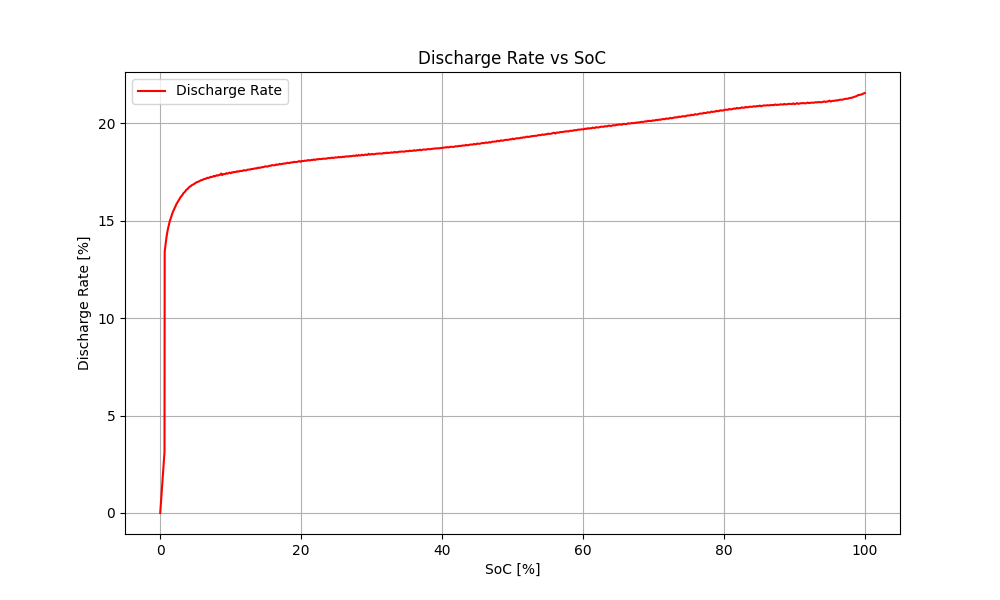 Discharge Rate vs SoC
Discharge Rate
20
15
10
5
0
Discharge Rate [%]
0 20 40 60 80 100
SoC [%]